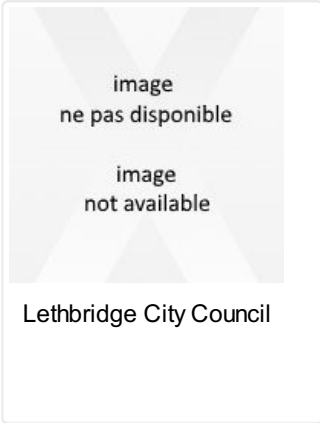 image
ne pas disponible
image
not available
Lethbridge City Council